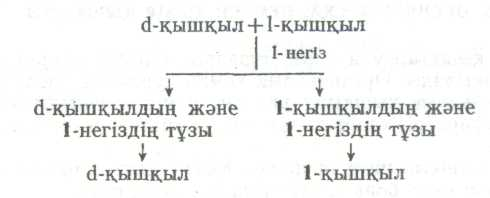 d-қышқыл + l-қышқыл
l-негіз
d-қышқылдың және
l-негіздің тұзы
l-қышқылдың және
l-негіздің тұзы
d-қышқыл
l-қышқыл